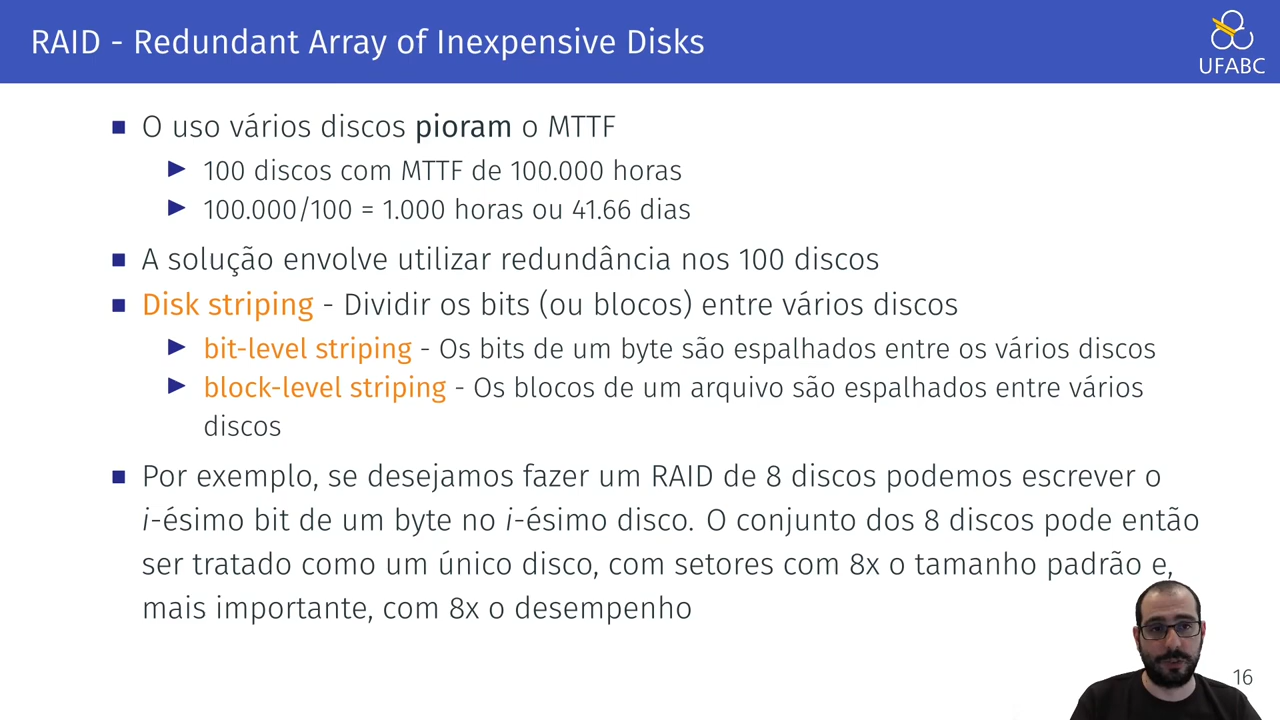 RAID - Redundant Array of Inexpensive Disks
UFABC
O uso vários discos pioram o MTTF
100 discos com MTTF de 100.000 horas
100.000/100 = 1.000 horas ou 41.66 dias
A solução envolve utilizar redundância nos 100 discos
Disk striping - Dividir os bits (ou blocos) entre vários discos
bit-level striping - Os bits de um byte são espalhados entre os vários discos
block-level striping - Os blocos de um arquivo são espalhados entre vários
discos
Por exemplo, se desejamos fazer um RAID de 8 discos podemos escrever o
i-ésimo bit de um byte no i-ésimo disco. O conjunto dos 8 discos pode então
ser tratado como um único disco, com setores com 8x o tamanho padrão e,
mais importante, com 8x o desempenho
16